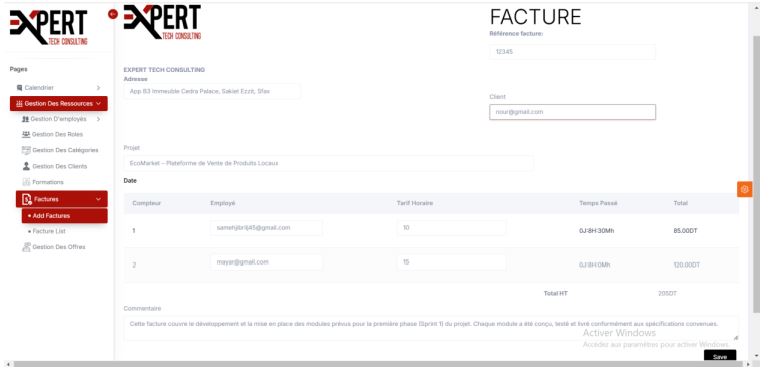 EXPERT
TECH CONSULTING
Pages
Calendrier
Gestion Des Ressources
Gestion D'employés
Gestion Des Roles
Gestion Des Catégories
Gestion Des Clients
Formations
Factures
Add Factures
Facture List
Gestion Des Offres
EXPERT
TECH CONSULTING
FACTURE
Référence facture:
12345
EXPERT TECH CONSULTING
Adresse
App B3 Immeuble Cedra Palace, Sakiet Ezzit, Sfax
Client
nour@gmail.com
Projet
EcoMarket – Plateforme de Vente de Produits Locaux
Date
Compteur Employé Tarif Horaire Temps Passé Total
1 samehjibrilj45@gmail.com 10 0J:8H:30Mh 85.00DT
2 mayar@gmail.com 15 0J:8H:0Mh 120.00DT
Total HT 205DT
Commentaire
Cette facture couvre le développement et la mise en place des modules prévus pour la première phase (Sprint 1) du projet. Chaque module a été conçu, testé et livré conformément aux spécifications convenues.
Activer Windows
Accédez aux paramètres pour activer Windows.
Save